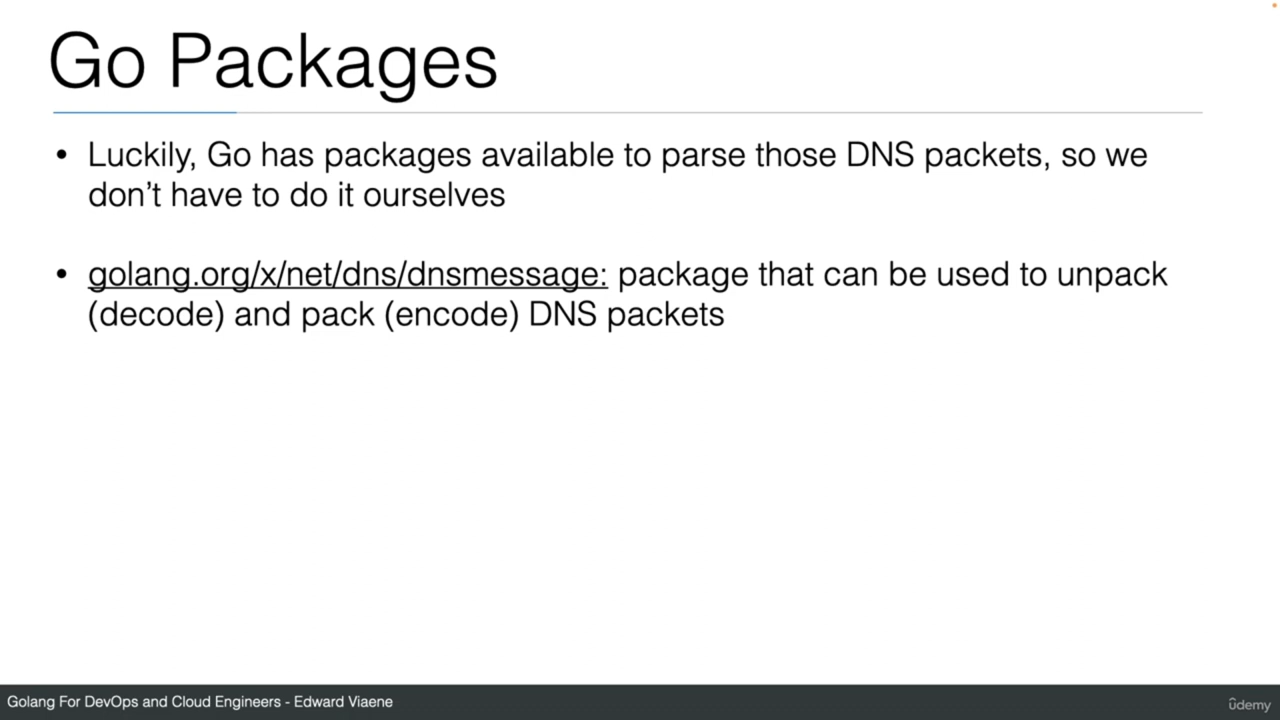 Go Packages
• Luckily, Go has packages available to parse those DNS packets, so we
don’t have to do it ourselves
• golang.org/x/net/dns/dnsmessage: package that can be used to unpack
(decode) and pack (encode) DNS packets
Golang For DevOps and Cloud Engineers - Edward Viaene
ûdemy